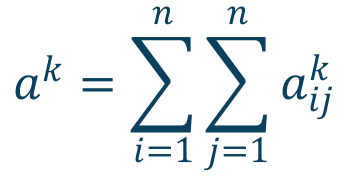 a^k = \sum_{i=1}^{n} \sum_{j=1}^{n} a_{ij}^k